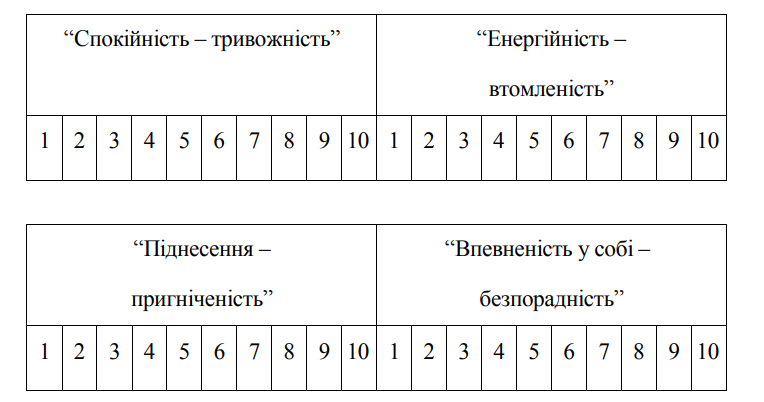 “Спокійність – тривожність” “Енергійність –
втомленість”
1 2 3 4 5 6 7 8 9 10 1 2 3 4 5 6 7 8 9 10
“Піднесення – “Впевненість у собі –
пригніченість” безпорадність”
1 2 3 4 5 6 7 8 9 10 1 2 3 4 5 6 7 8 9 10